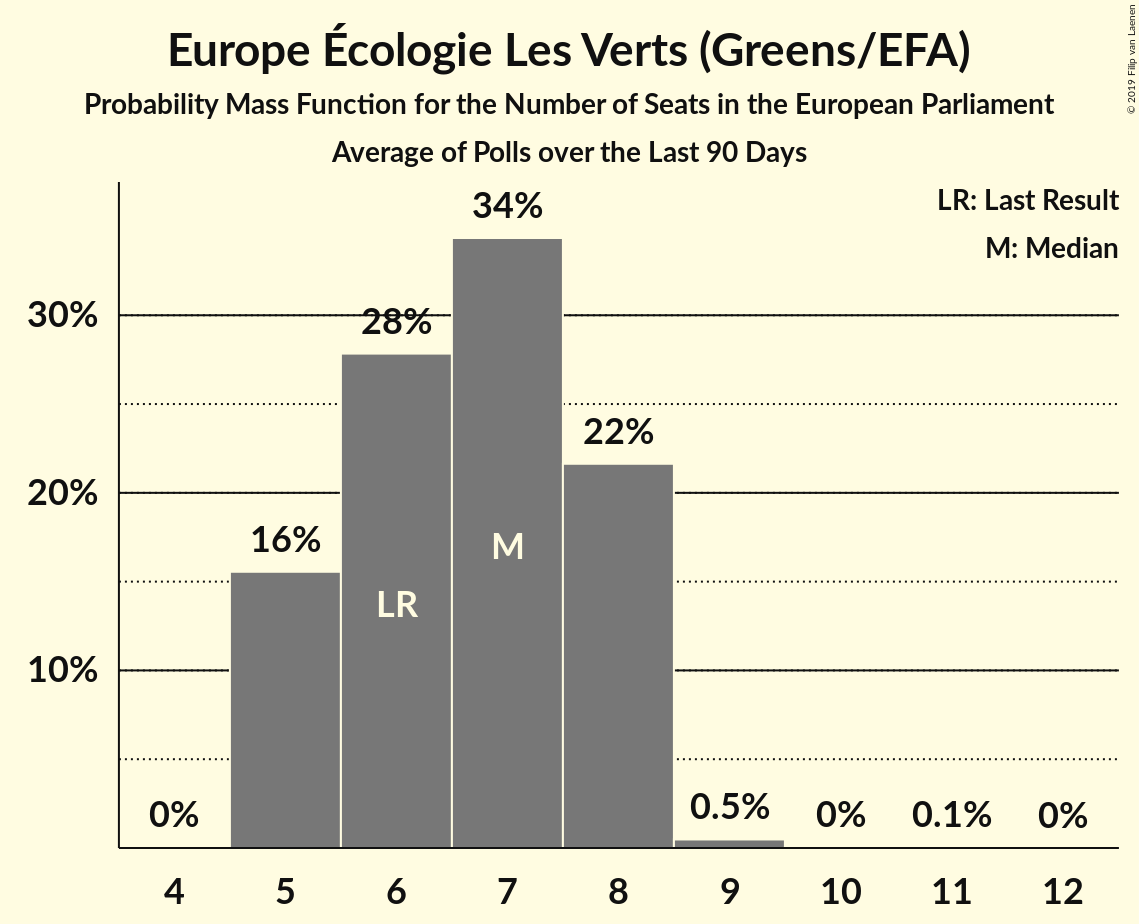 Europe Écologie Les Verts (Greens/EFA)
Probability Mass Function for the Number of Seats in the European Parliament
Average of Polls over the Last 90 Days
© 2019 Filip van Laenen
LR: Last Result
M: Median
34%
30%
28%
22%
20%
16%
M
LR
10%
0%
0.5%
0%
0.1%
0%
4 5 6 7 8 9 10 11 12